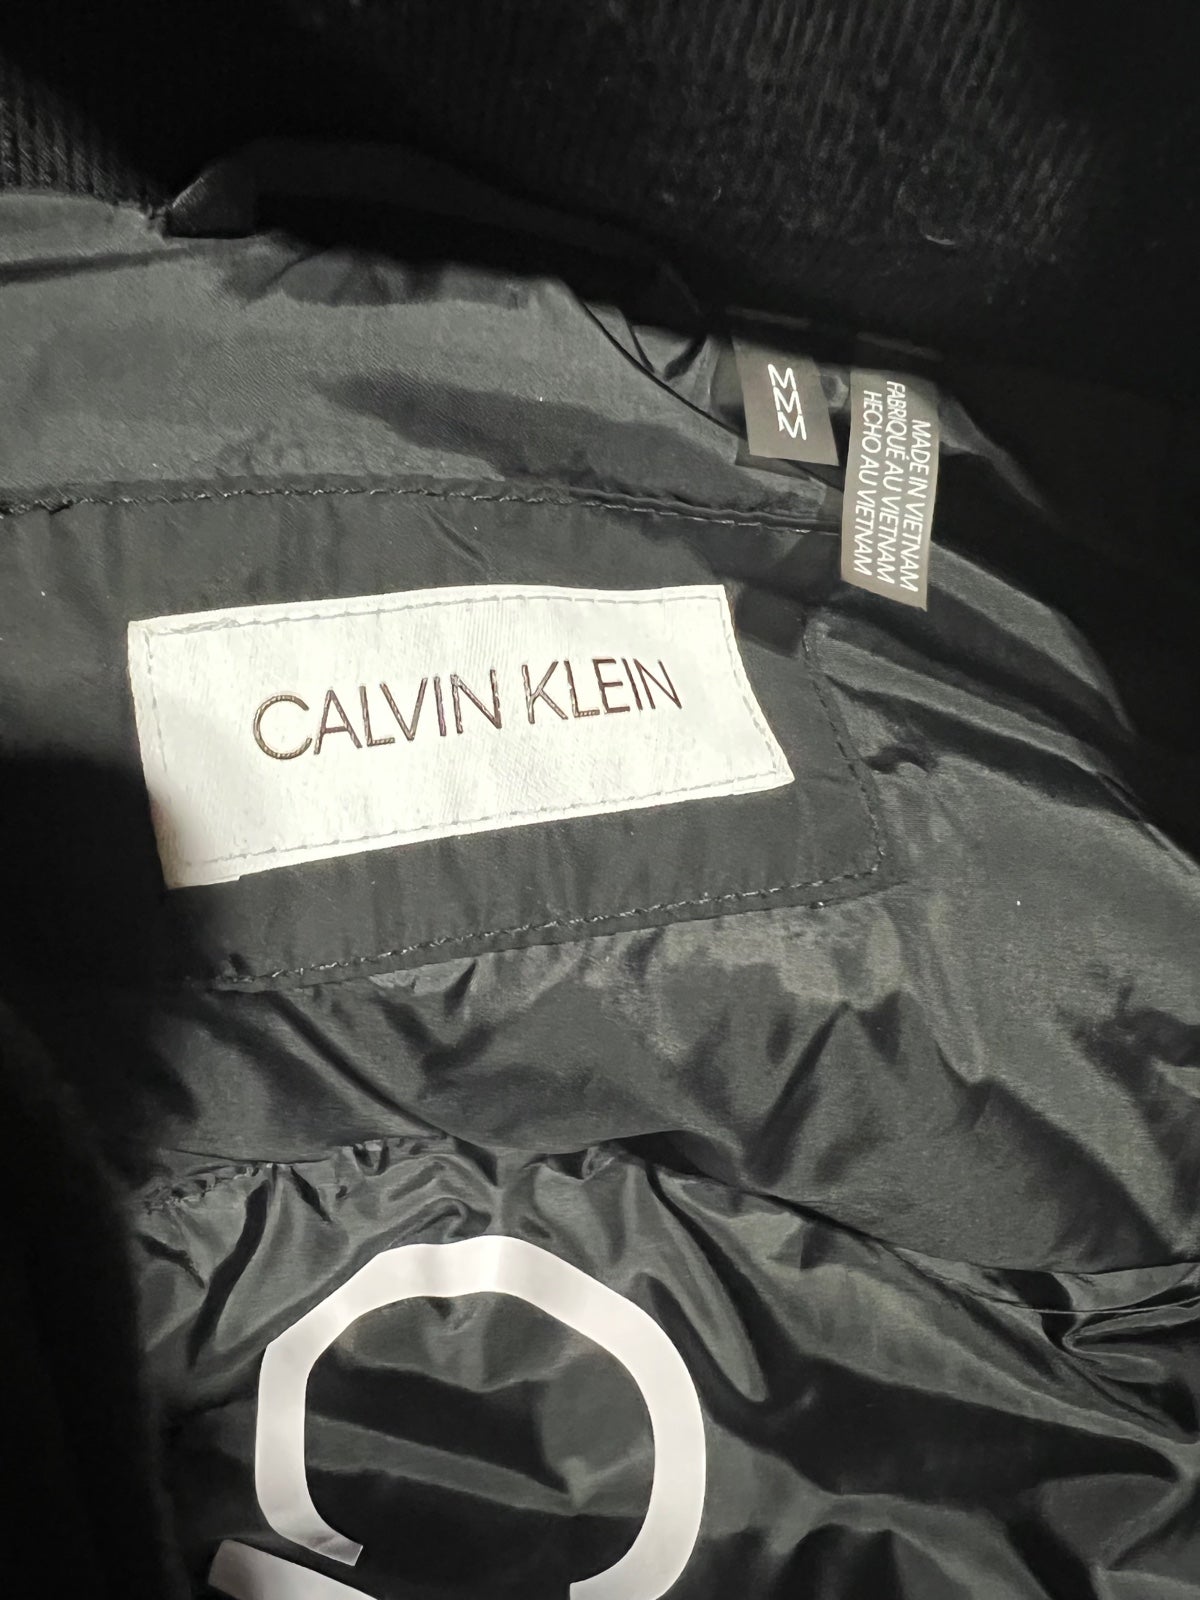 M
M
M
MADE IN VIETNAM
FABRIQUÉ AU VIETNAM
HECHO AU VIETNAM
CALVIN KLEIN